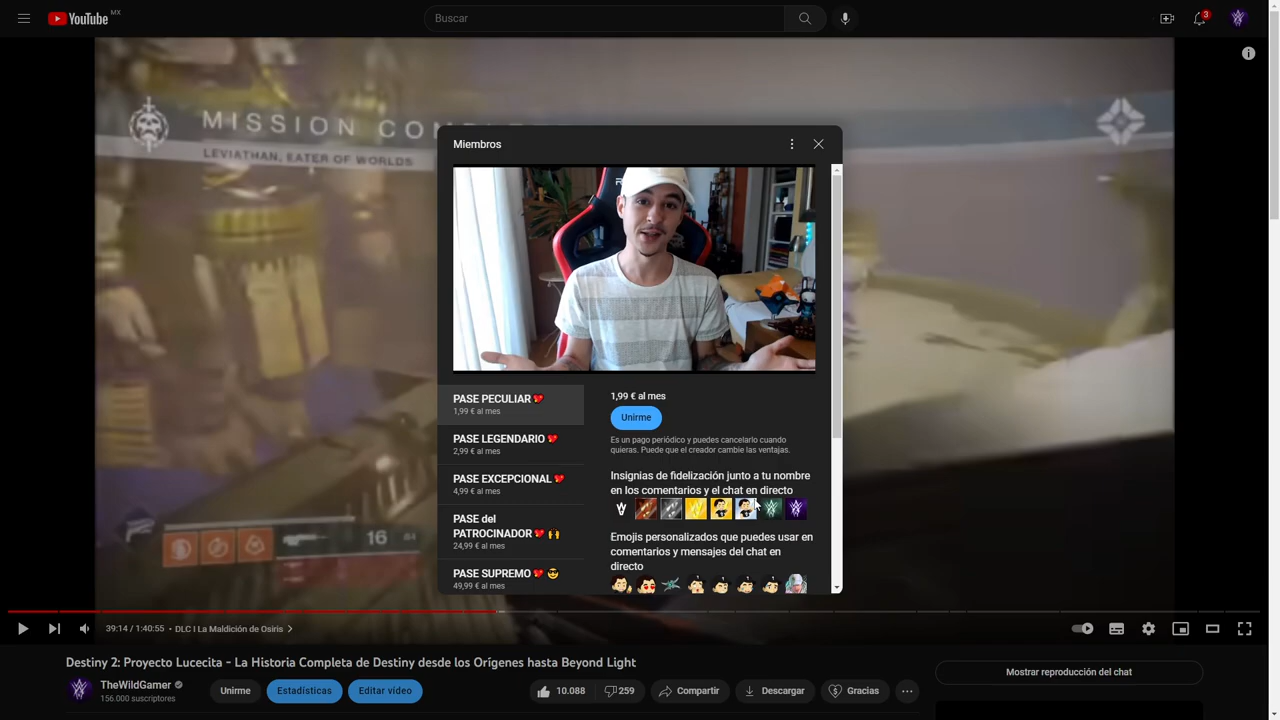 YouTube MX
Buscar
3
MISSION COMP
LEVIATHAN, EATER OF WORLDS
Miembros
PASE PECULIAR
1,99 € al mes
PASE LEGENDARIO
2,99 € al mes
PASE EXCEPCIONAL
4,99 € al mes
PASE del
PATROCINADOR
24,99 € al mes
PASE SUPREMO
49,99 € al mes
1,99 € al mes
Unirme
Es un pago periódico y puedes cancelarlo cuando
quieras. Puede que el creador cambie las ventajas.
Insignias de fidelización junto a tu nombre
en los comentarios y el chat en directo
Emojis personalizados que puedes usar en
comentarios y mensajes del chat en
directo
16
39:14 / 1:40:55 • DLC I La Maldición de Osiris
Destiny 2: Proyecto Lucecita - La Historia Completa de Destiny desde los Orígenes hasta Beyond Light
TheWildGamer
156.000 suscriptores
Unirme
Estadísticas
Editar vídeo
10.088
259
Compartir
Descargar
Gracias
Mostrar reproducción del chat